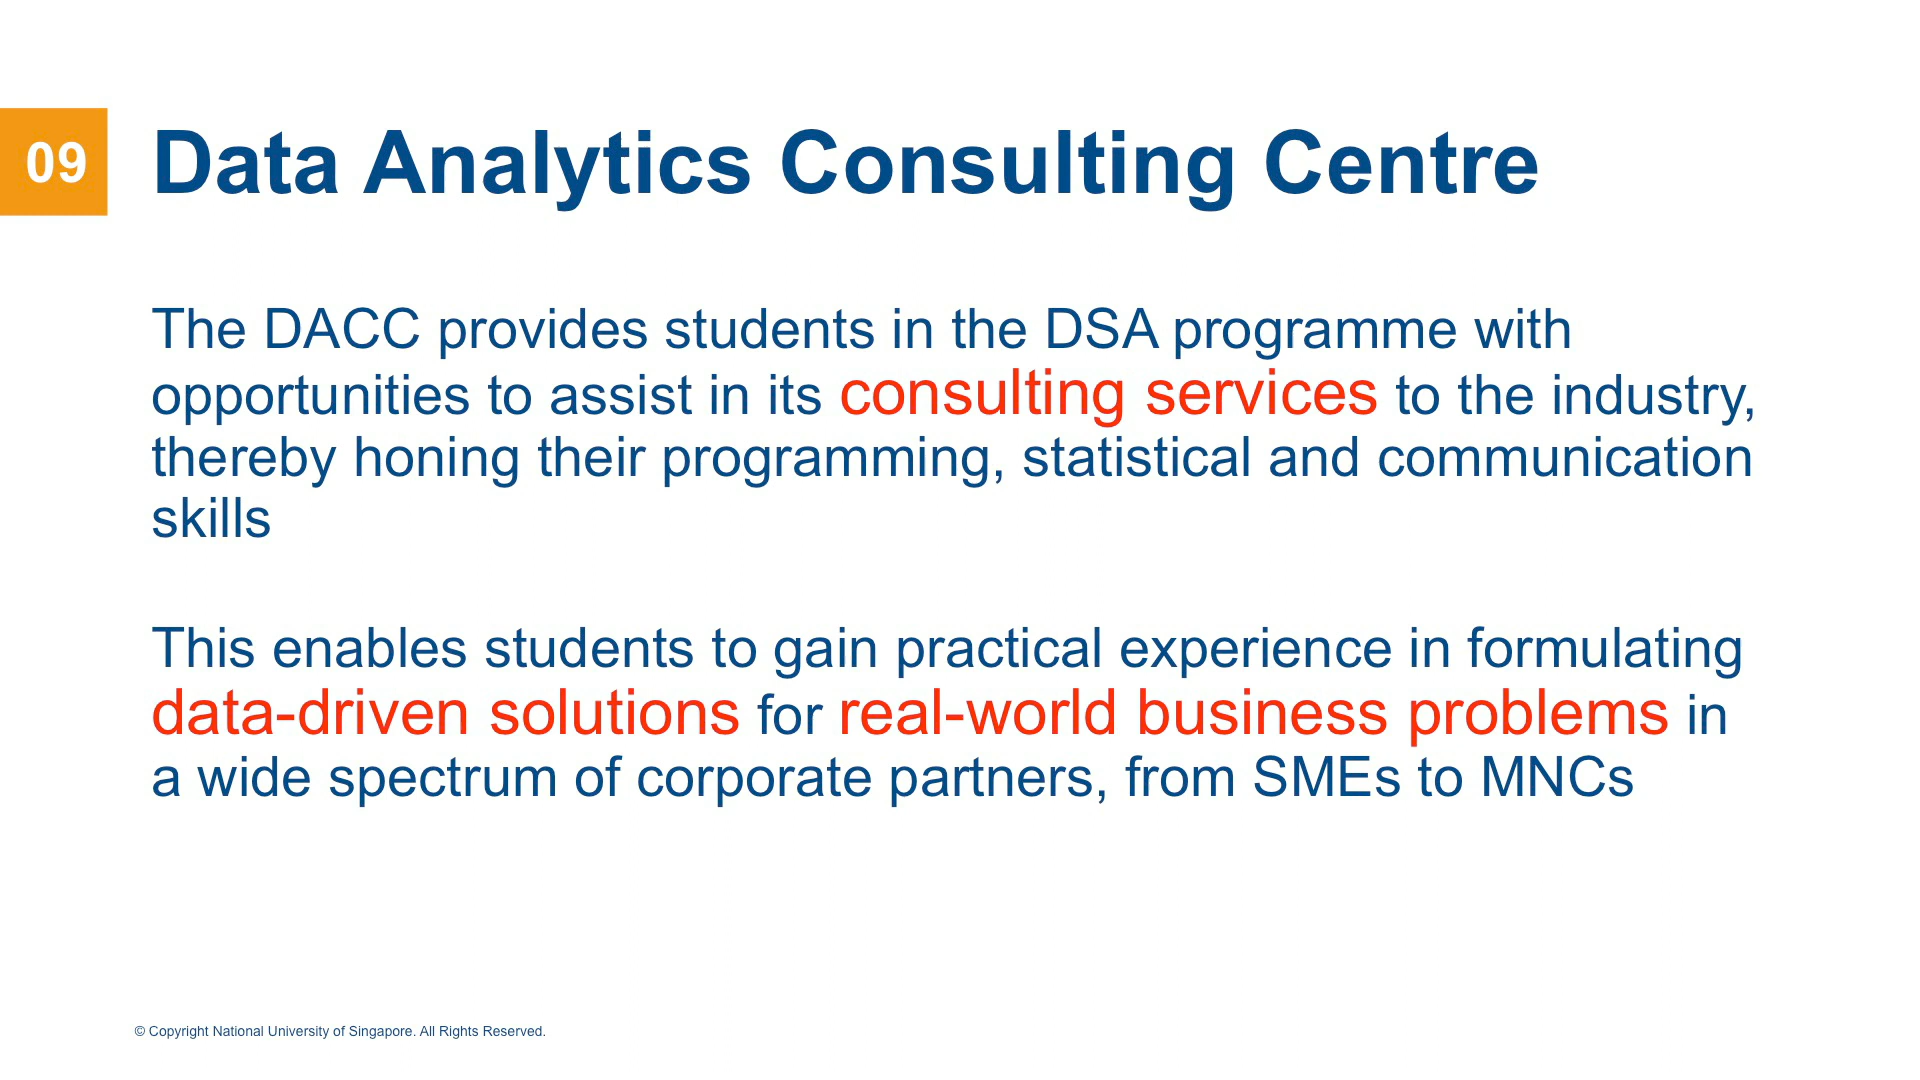 09
Data Analytics Consulting Centre
The DACC provides students in the DSA programme with
opportunities to assist in its consulting services to the industry,
thereby honing their programming, statistical and communication
skills
This enables students to gain practical experience in formulating
data-driven solutions for real-world business problems in
a wide spectrum of corporate partners, from SMEs to MNCs
© Copyright National University of Singapore. All Rights Reserved.